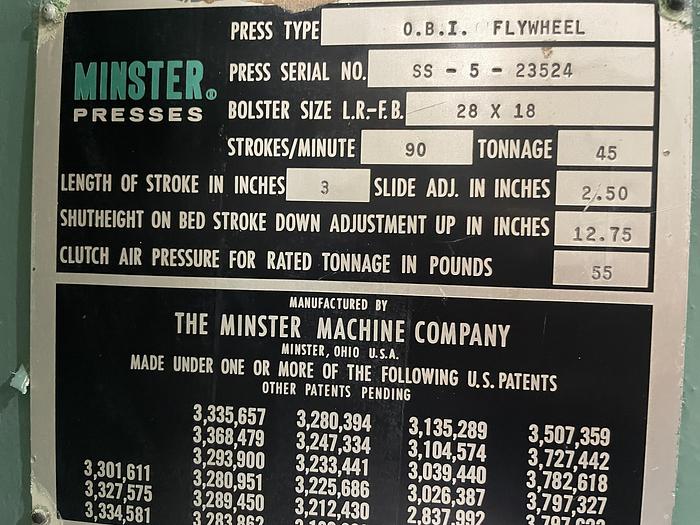 PRESS TYPE O.B.I. FLYWHEEL
MINSTER®
PRESSES
PRESS SERIAL NO. SS - 5 - 23524
BOLSTER SIZE L.R.-F.B. 28 X 18
STROKES/MINUTE 90 TONNAGE 45
LENGTH OF STROKE IN INCHES 3 SLIDE ADJ. IN INCHES 2.50
SHUTHEIGHT ON BED STROKE DOWN ADJUSTMENT UP IN INCHES 12.75
CLUTCH AIR PRESSURE FOR RATED TONNAGE IN POUNDS 55
MANUFACTURED BY
THE MINSTER MACHINE COMPANY
MINSTER, OHIO U.S.A.
MADE UNDER ONE OR MORE OF THE FOLLOWING U.S. PATENTS
OTHER PATENTS PENDING
3,335,657 3,280,394 3,135,289 3,507,359
3,368,479 3,247,334 3,104,574 3,727,442
3,301,611 3,293,900 3,233,441 3,039,440 3,782,618
3,327,575 3,280,951 3,225,686 3,026,387 3,797,327
3,334,581 3,289,450 3,212,430 2,837,992
3,283,862